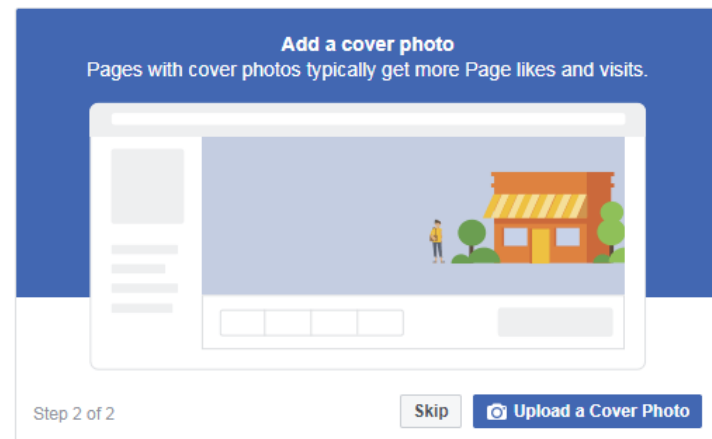 Add a cover photo
Pages with cover photos typically get more Page likes and visits.
Step 2 of 2
Skip
Upload a Cover Photo